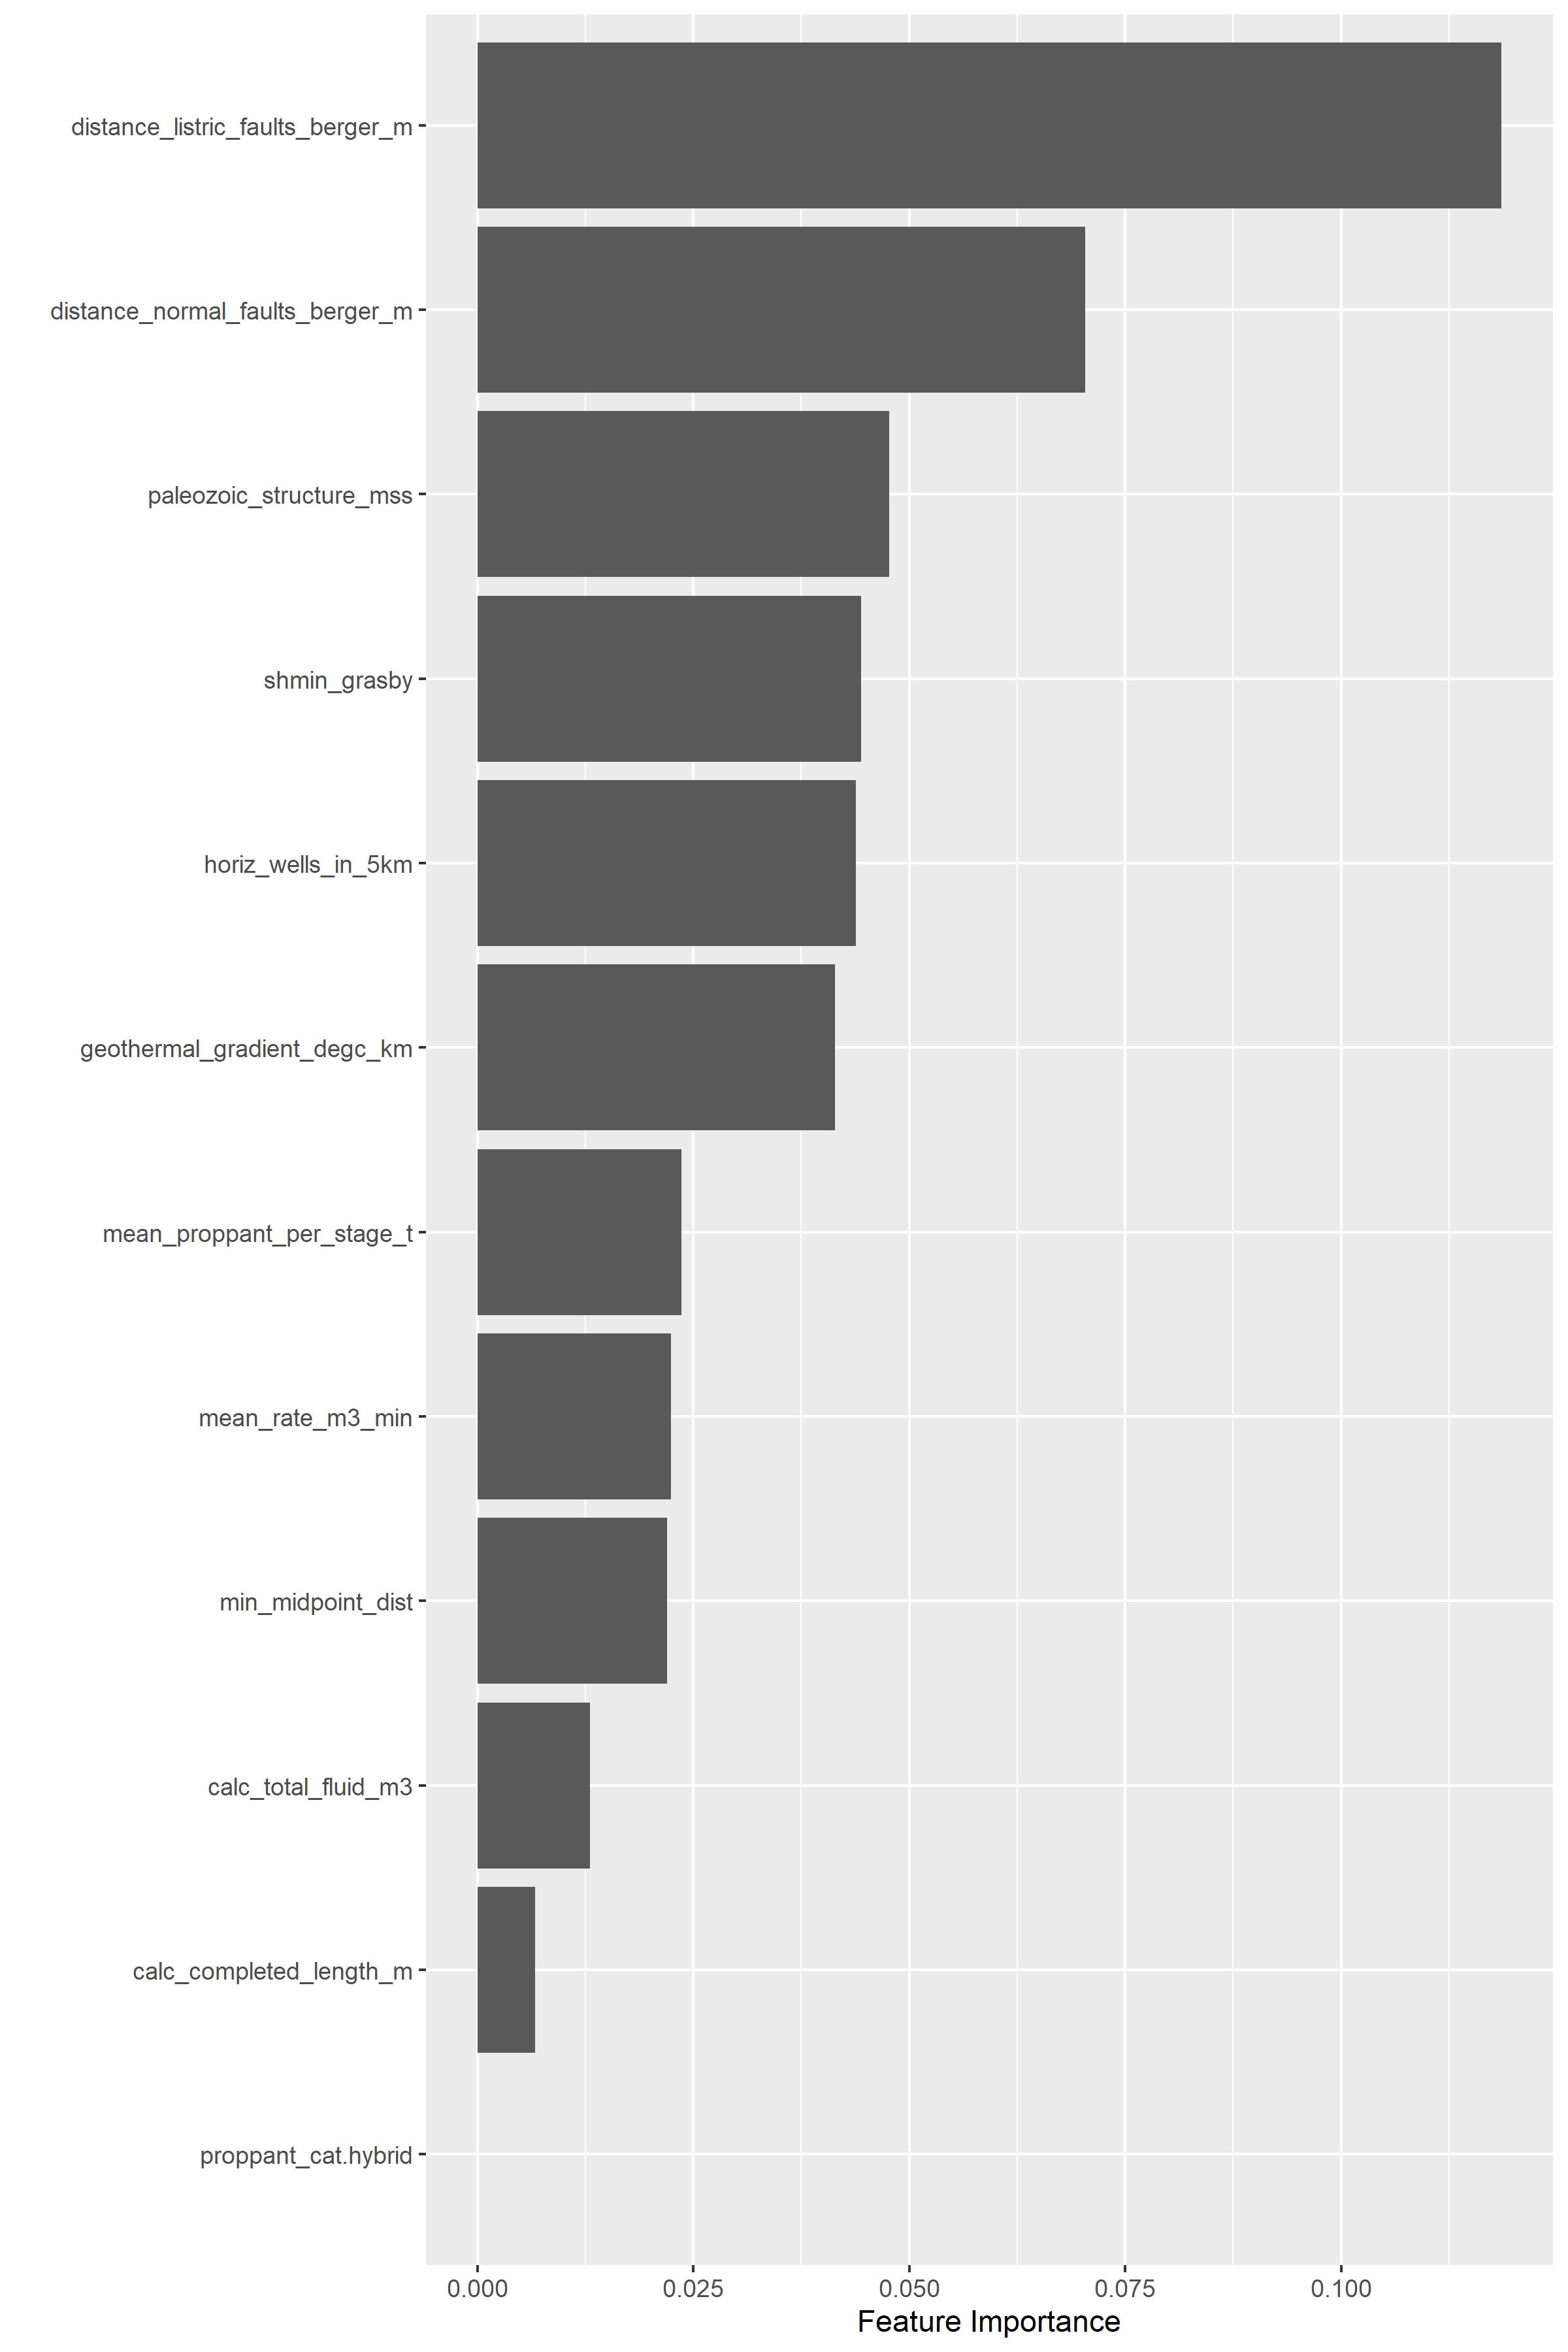 distance_listric_faults_berger_m
distance_normal_faults_berger_m
paleozoic_structure_mss
shmin_grasby
horiz_wells_in_5km
geothermal_gradient_degc_km
mean_proppant_per_stage_t
mean_rate_m3_min
min_midpoint_dist
calc_total_fluid_m3
calc_completed_length_m
proppant_cat.hybrid
0.000 0.025 0.050 0.075 0.100
Feature Importance